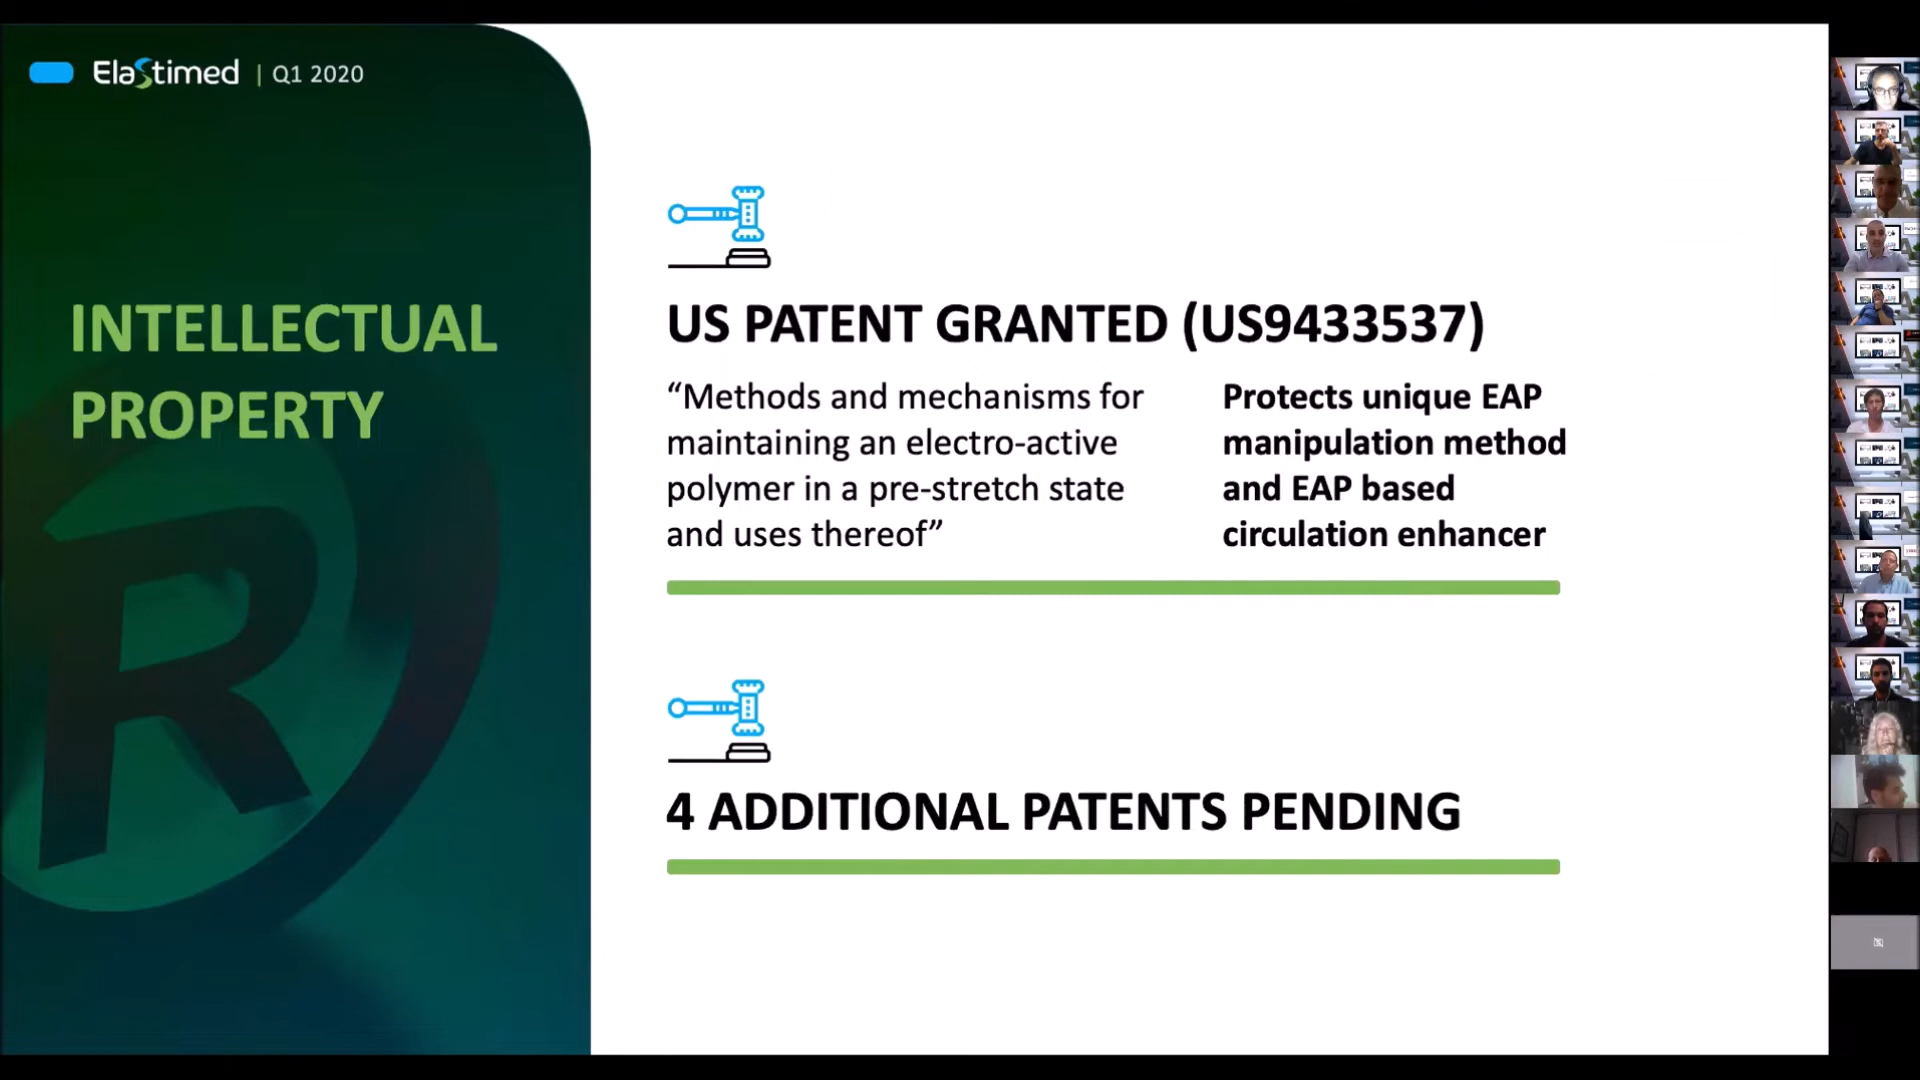 Elastimed | Q1 2020
INTELLECTUAL
PROPERTY
US PATENT GRANTED (US9433537)
“Methods and mechanisms for
maintaining an electro-active
polymer in a pre-stretch state
and uses thereof”
Protects unique EAP
manipulation method
and EAP based
circulation enhancer
4 ADDITIONAL PATENTS PENDING
R